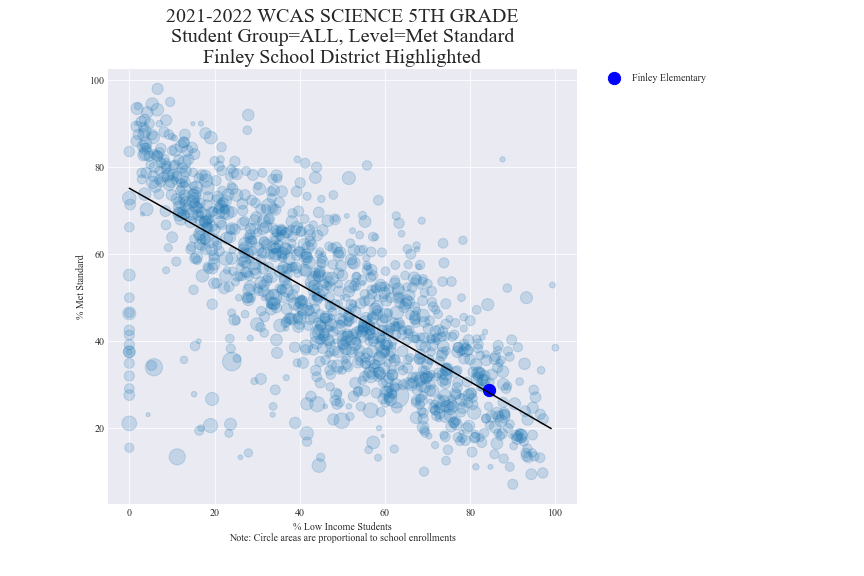 2021-2022 WCAS SCIENCE 5TH GRADE
Student Group=ALL, Level=Met Standard
Finley School District Highlighted
Finley Elementary
100
80
60
40
20
% Met Standard
0 20 40 60 80 100
% Low Income Students
Note: Circle areas are proportional to school enrollments